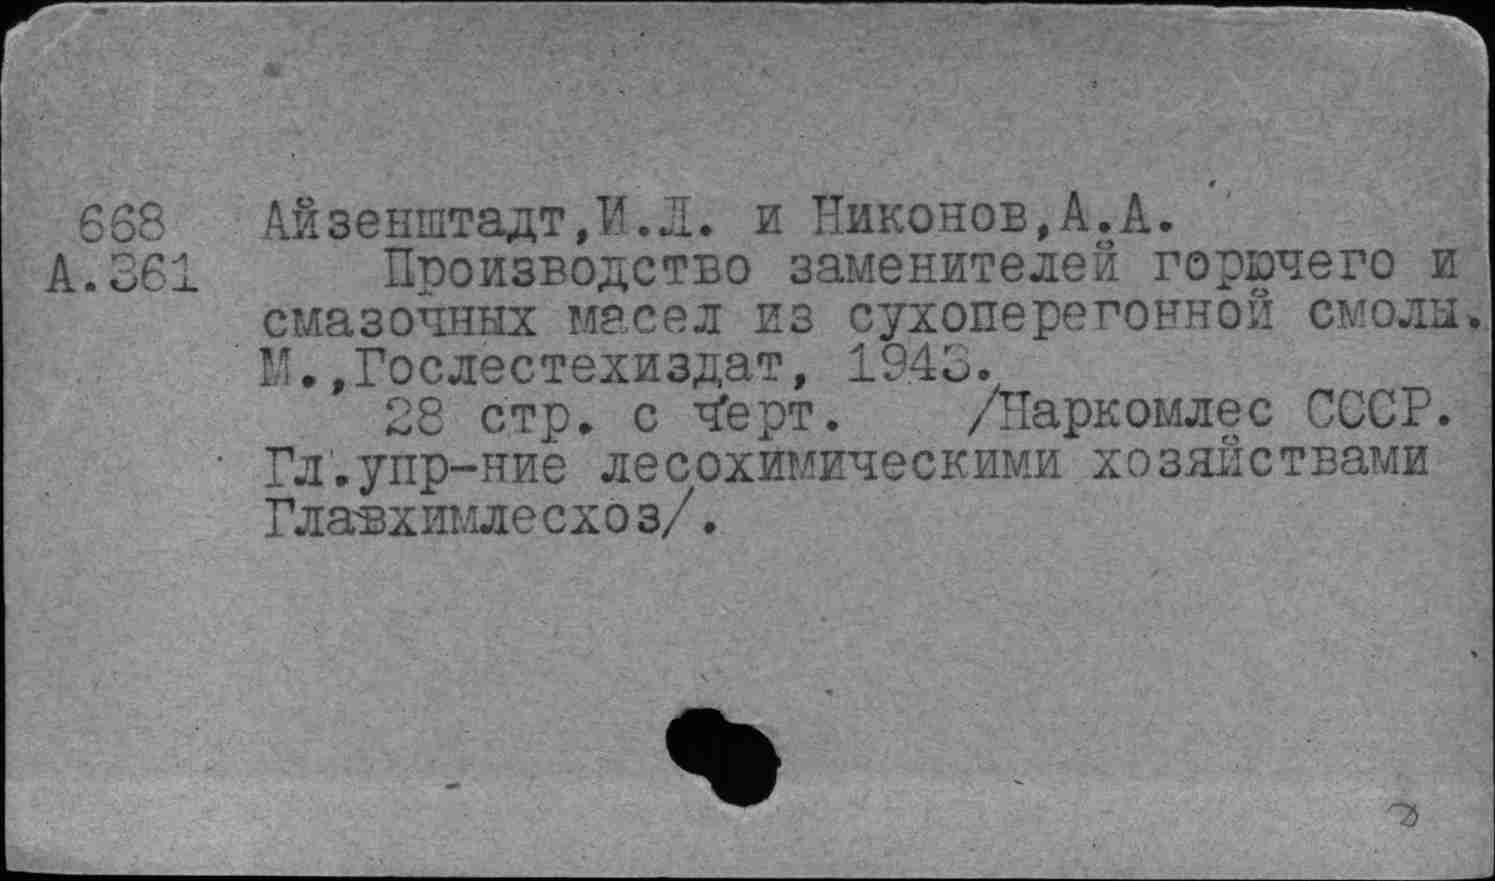 668 Айзенштадт,И.Л. и Никонов,А.А.
А.361 Производство заменителей горючего и
смазочных масел из сухоперегонной смолы.
М.,Гослестехиздат, 1943.
28 стр. с черт. /Наркомлес СССР.
Гл.упр-ние лесохимическими хозяйствами
Главхимлесхоз/.